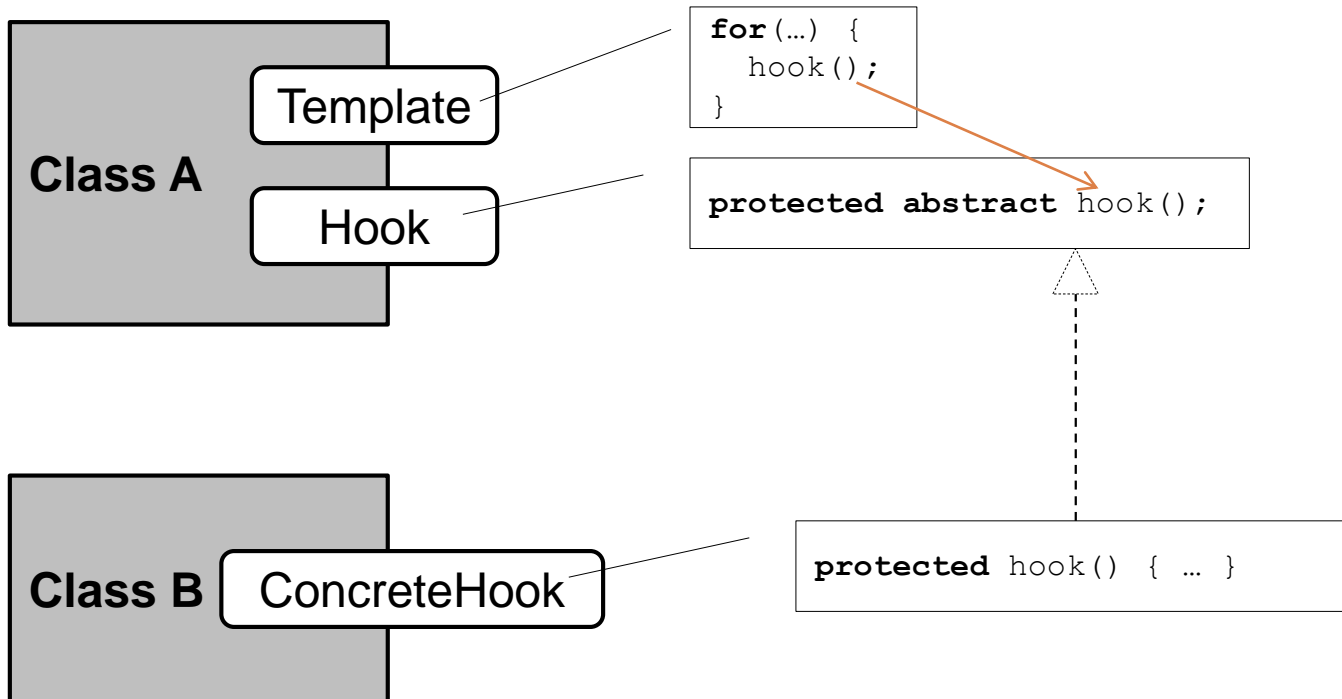 Class A
Template
Hook
for(…) {
hook();
}
protected abstract hook();
Class B
ConcreteHook
protected hook() { … }